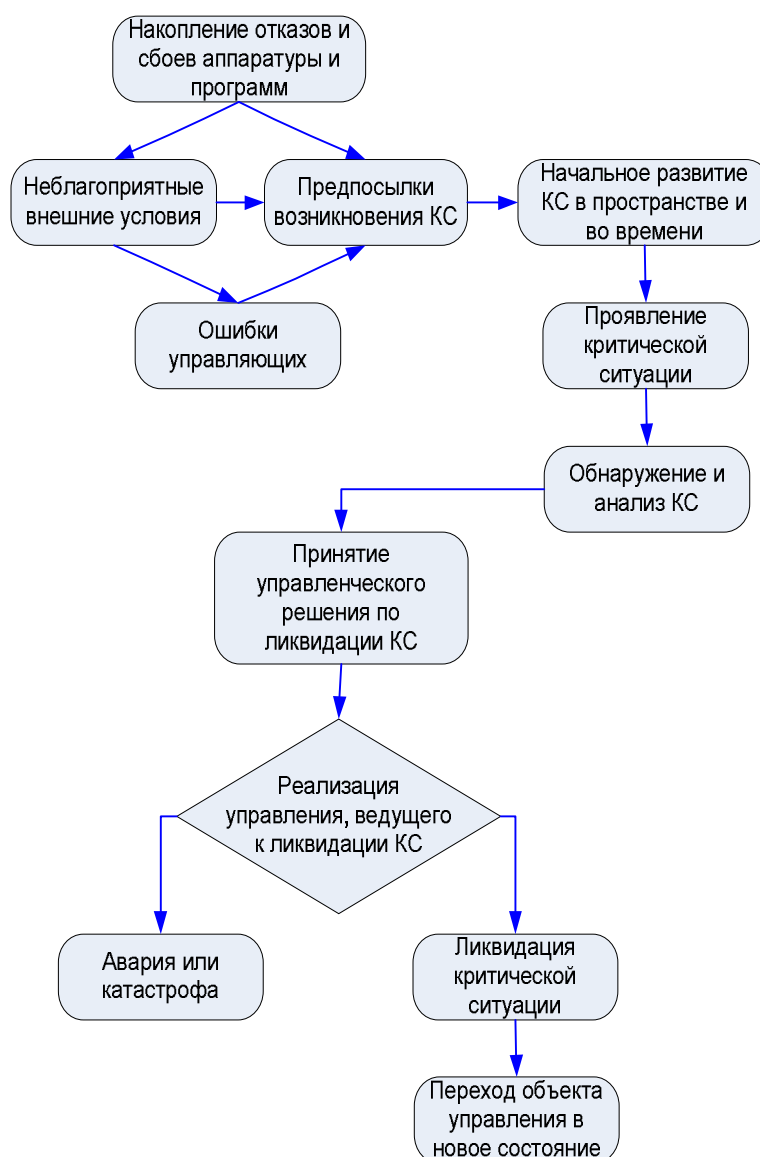 Накопление отказов и
сбоев аппаратуры и
программ
Неблагоприятные
внешние условия
Предпосылки
возникновения КС
Начальное развитие
КС в пространстве и
во времени
Ошибки
управляющих
Проявление
критической
ситуации
Обнаружение и
анализ КС
Принятие
управленческого
решения по
ликвидации КС
Реализация
управления, ведущего
к ликвидации КС
Авария или
катастрофа
Ликвидация
критической
ситуации
Переход объекта
управления в
новое состояние